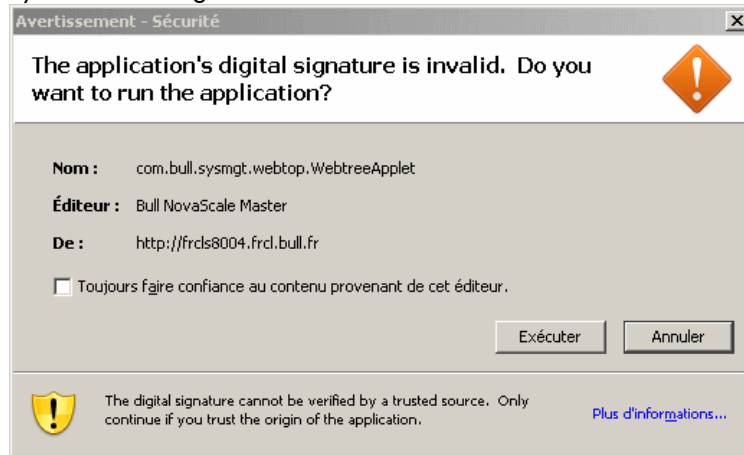 Avertissement - Sécurité
The application's digital signature is invalid. Do you
want to run the application?
Nom : com.bull.sysmgt.webtop.WebtreeApplet
Éditeur : Bull NovaScale Master
De : http://frcls8004.frcl.bull.fr
Toujours faire confiance au contenu provenant de cet éditeur.
Exécuter Annuler
The digital signature cannot be verified by a trusted source. Only
continue if you trust the origin of the application.
Plus d'informations...